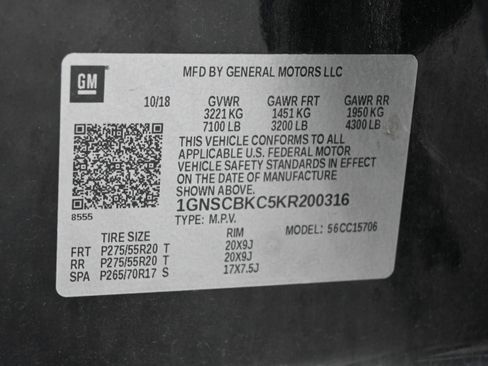 GM
MFD BY GENERAL MOTORS LLC
10/18 GVWR GAWR FRT GAWR RR
3221 KG 1451 KG 1950 KG
7100 LB 3200 LB 4300 LB
THIS VEHICLE CONFORMS TO ALL
APPLICABLE U.S. FEDERAL MOTOR
VEHICLE SAFETY STANDARDS IN EFFECT
ON THE DATE OF MANUFACTURE
SHOWN ABOVE.
8555
1GNSCBKC5KR200316
TYPE: M.P.V.
MODEL: 56CC15706
TIRE SIZE RIM
FRT P275/55R20 T 20X9J
RR P275/55R20 T 20X9J
SPA P265/70R17 S 17X7.5J